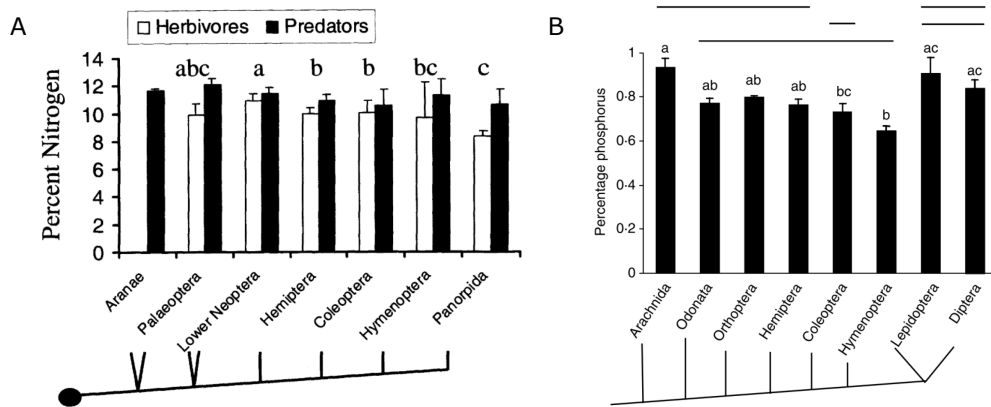 A
Herbivores Predators
Percent Nitrogen
14
12
10
8
6
4
2
0
abc a b b bc c
Aranae
Palaeoptera
Lower Neoptera
Hemiptera
Coleoptera
Hymenoptera
Panorpida
B
Percentage phosphorus
1
0·8
0·6
0·4
0·2
0
a ab ab ab bc b ac ac
Arachnida
Odonata
Orthoptera
Hemiptera
Coleoptera
Hymenoptera
Lepidoptera
Diptera